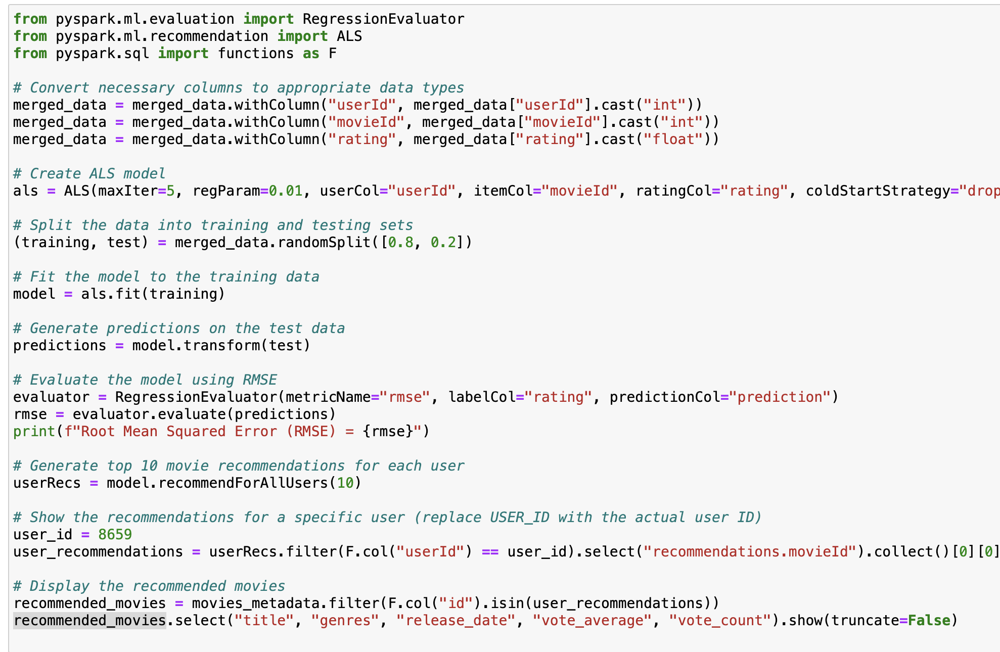 from pyspark.ml.evaluation import RegressionEvaluator
from pyspark.ml.recommendation import ALS
from pyspark.sql import functions as F
# Convert necessary columns to appropriate data types
merged_data = merged_data.withColumn("userId", merged_data["userId"].cast("int"))
merged_data = merged_data.withColumn("movieId", merged_data["movieId"].cast("int"))
merged_data = merged_data.withColumn("rating", merged_data["rating"].cast("float"))
# Create ALS model
als = ALS(maxIter=5, regParam=0.01, userCol="userId", itemCol="movieId", ratingCol="rating", coldStartStrategy="drop
# Split the data into training and testing sets
(training, test) = merged_data.randomSplit([0.8, 0.2])
# Fit the model to the training data
model = als.fit(training)
# Generate predictions on the test data
predictions = model.transform(test)
# Evaluate the model using RMSE
evaluator = RegressionEvaluator(metricName="rmse", labelCol="rating", predictionCol="prediction")
rmse = evaluator.evaluate(predictions)
print(f"Root Mean Squared Error (RMSE) = {rmse}")
# Generate top 10 movie recommendations for each user
userRecs = model.recommendForAllUsers(10)
# Show the recommendations for a specific user (replace USER_ID with the actual user ID)
user_id = 8659
user_recommendations = userRecs.filter(F.col("userId") == user_id).select("recommendations.movieId").collect()[0][0]
# Display the recommended movies
recommended_movies = movies_metadata.filter(F.col("id").isin(user_recommendations))
recommended_movies.select("title", "genres", "release_date", "vote_average", "vote_count").show(truncate=False)